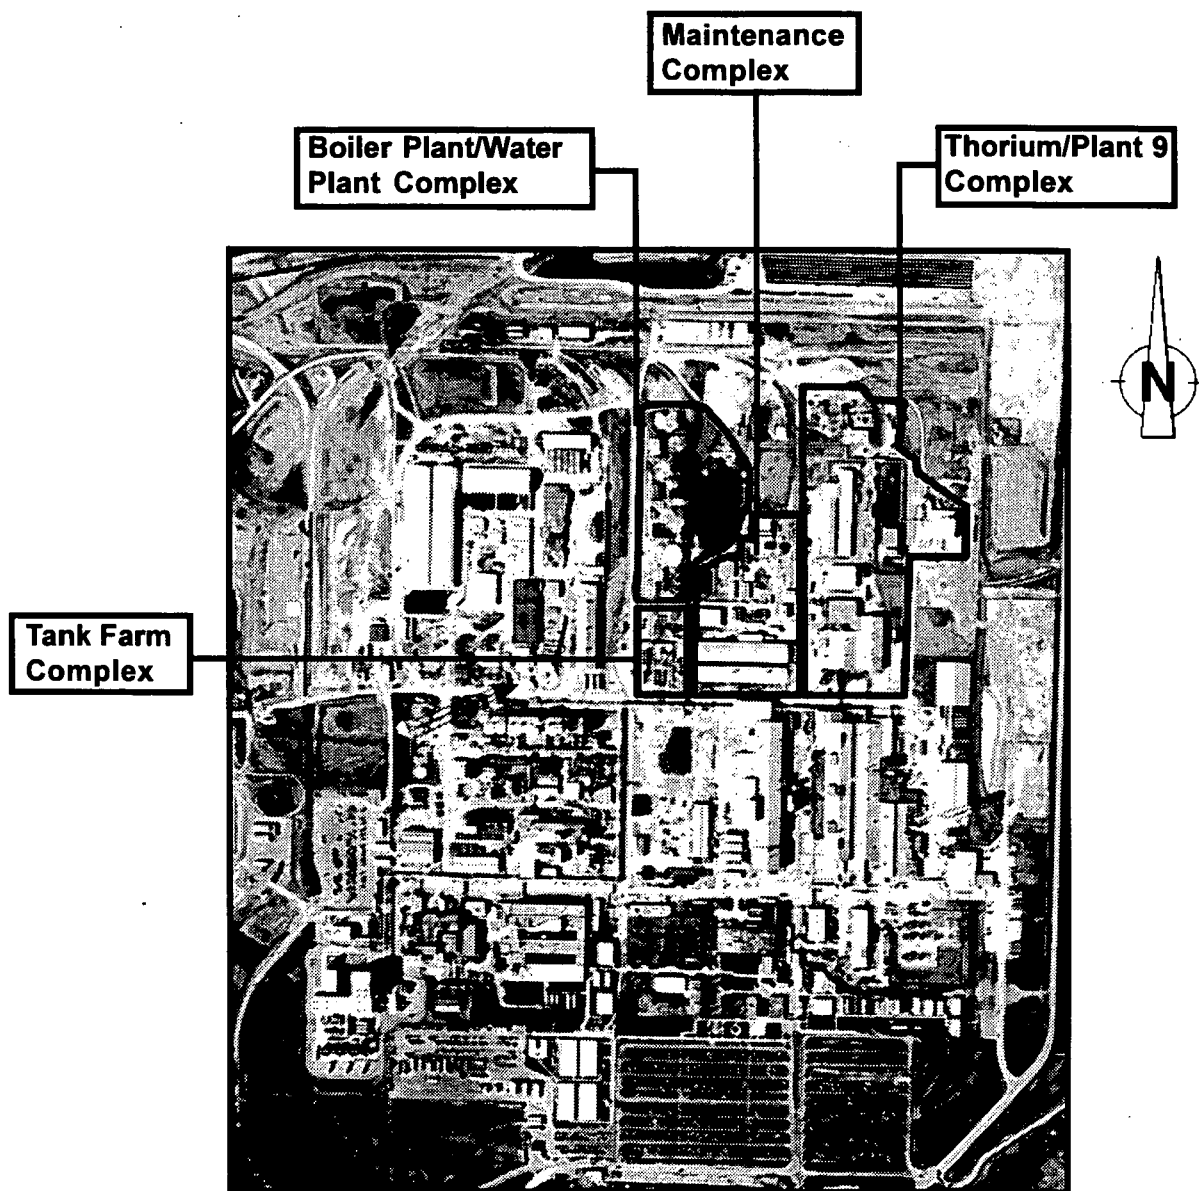 Maintenance
Complex
Boiler Plant/Water
Plant Complex
Thorium/Plant 9
Complex
N
Tank Farm
Complex